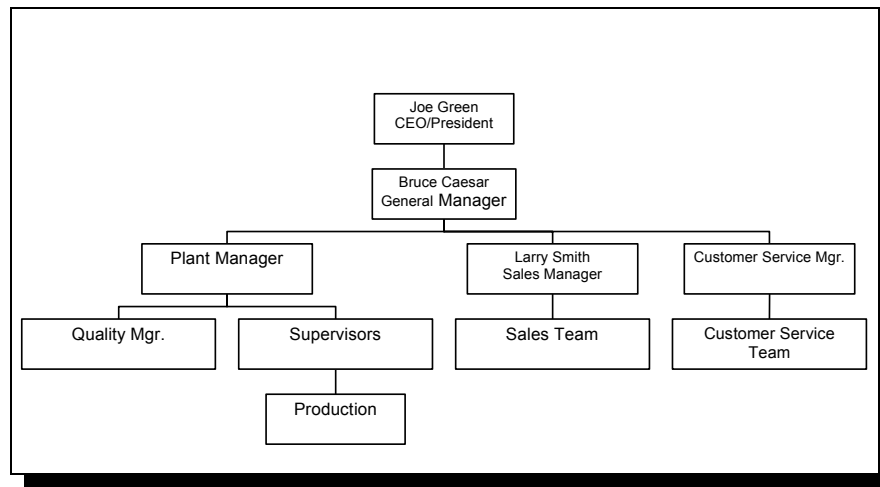 Joe Green
CEO/President
Bruce Caesar
General Manager
Plant Manager
Larry Smith
Sales Manager
Customer Service Mgr.
Quality Mgr.
Supervisors
Sales Team
Customer Service
Team
Production